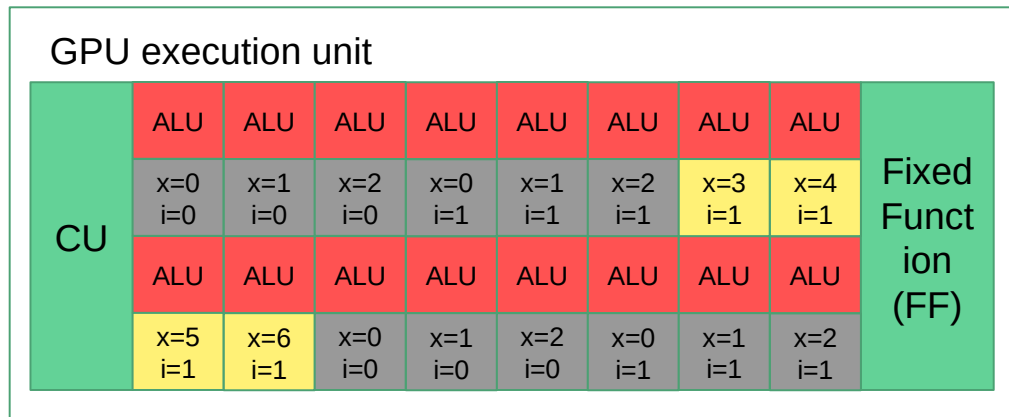 GPU execution unit
CU
ALU ALU ALU ALU ALU ALU ALU ALU
x=0 x=1 x=2 x=0 x=1 x=2 x=3 x=4
i=0 i=0 i=0 i=1 i=1 i=1 i=1 i=1
ALU ALU ALU ALU ALU ALU ALU ALU
x=5 x=6 x=0 x=1 x=2 x=0 x=1 x=2
i=1 i=1 i=0 i=0 i=0 i=1 i=1 i=1
Fixed
Funct
ion
(FF)